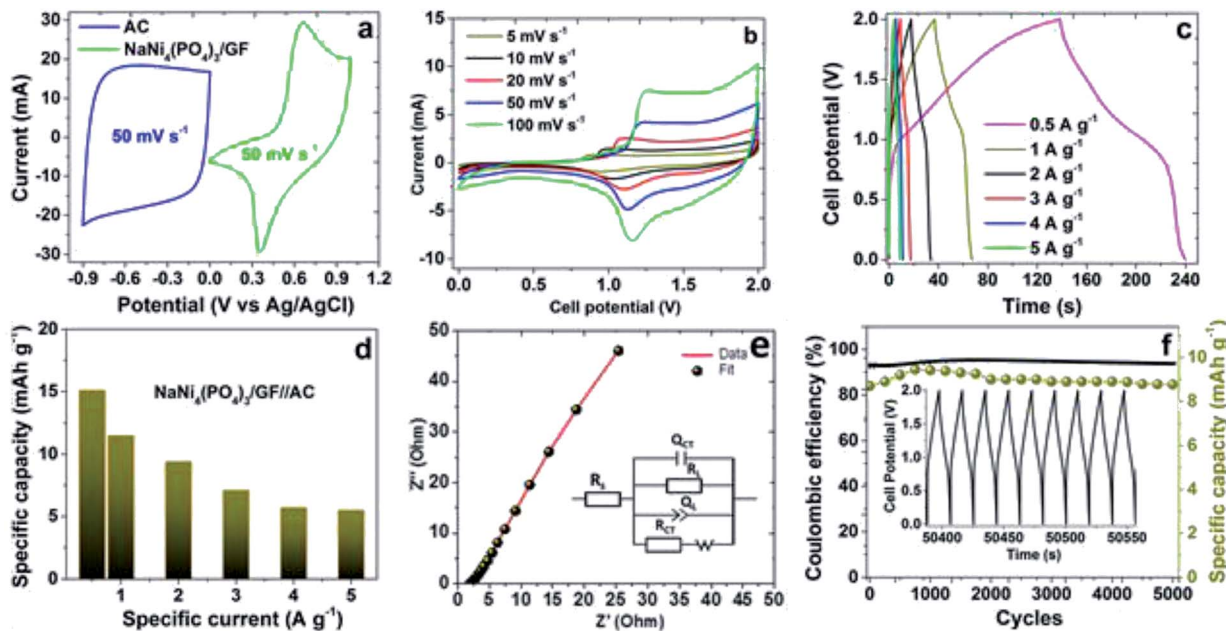 a
AC
NaNi₄(PO₄)₃/GF
50 mV s⁻¹
50 mV s⁻¹
Current (mA)
30
20
10
0
-10
-20
-30
-0.9 -0.6 -0.3 0.0 0.3 0.6 0.9 1.2
Potential (V vs Ag/AgCl)
b
5 mV s⁻¹
10 mV s⁻¹
20 mV s⁻¹
50 mV s⁻¹
100 mV s⁻¹
Current (mA)
15
10
5
0
-5
10
0.0 0.5 1.0 1.5 2.0
Cell potential (V)
c
0.5 A g⁻¹
1 A g⁻¹
2 A g⁻¹
3 A g⁻¹
4 A g⁻¹
5 A g⁻¹
Cell potential (V)
2.0
1.5
1.0
0.5
2.0
0 40 80 120 160 200 240
Time (s)
d
NaNi₄(PO₄)₃/GF//AC
Specific capacity (mAh g⁻¹)
20
15
10
5
0
1 2 3 4 5
Specific current (A g⁻¹)
e
Data
Fit
Z'' (Ohm)
50
40
30
20
10
0
0 5 10 15 20 25 30 35 40 45 50
Z' (Ohm)
Q_CT
R_s
R_L
Q_L
R_CT
W
f
Coulombic efficiency (%)
100
80
60
40
20
0
Specific capacity (mAh g⁻¹)
10
8
6
4
2
0
Cell Potential (V)
2.0
1.5
1.0
0.5
0.0
50400 50450 50500 50550
Time (s)
0 1000 2000 3000 4000 5000
Cycles